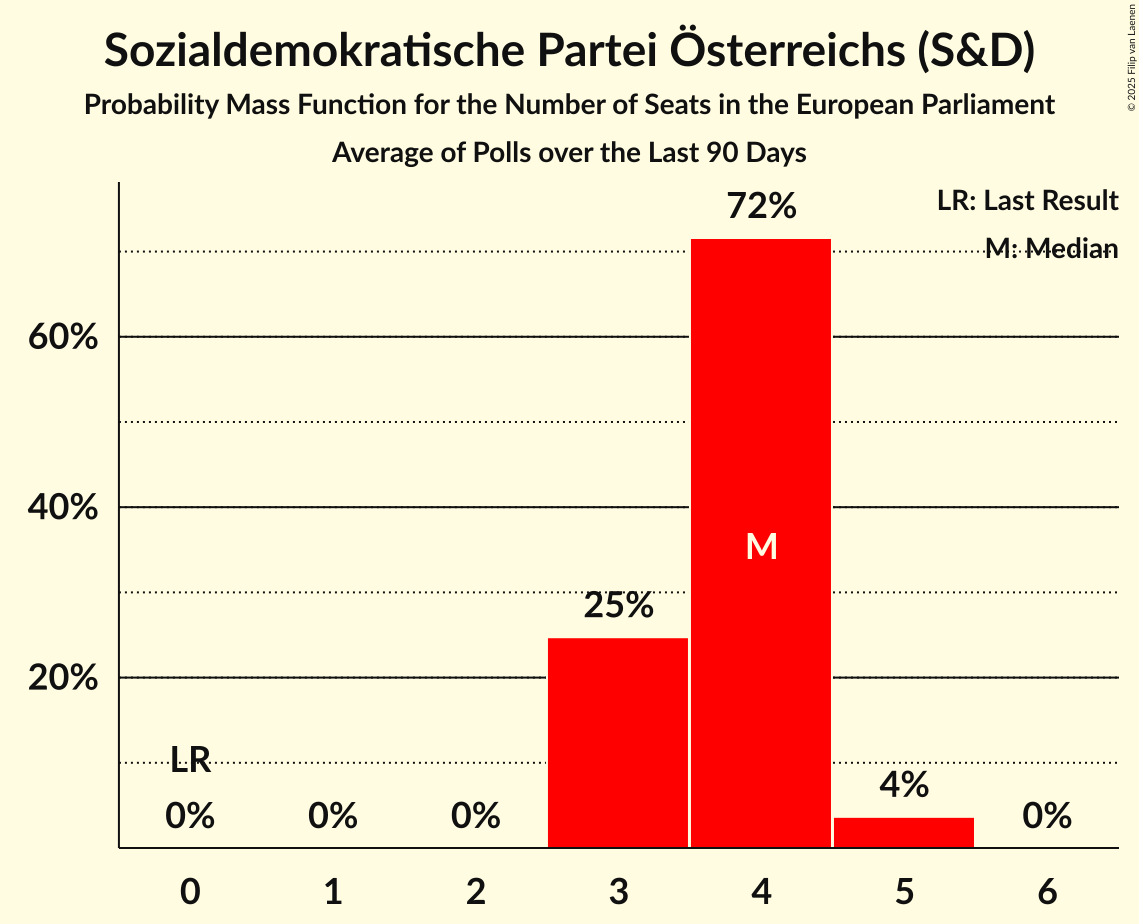 Sozialdemokratische Partei Österreichs (S&D)
Probability Mass Function for the Number of Seats in the European Parliament
Average of Polls over the Last 90 Days
© 2025 Filip van Laenen
LR: Last Result
M: Median
72%
60%
40%
M
25%
20%
LR
4%
0% 0% 0% 0%
0 1 2 3 4 5 6